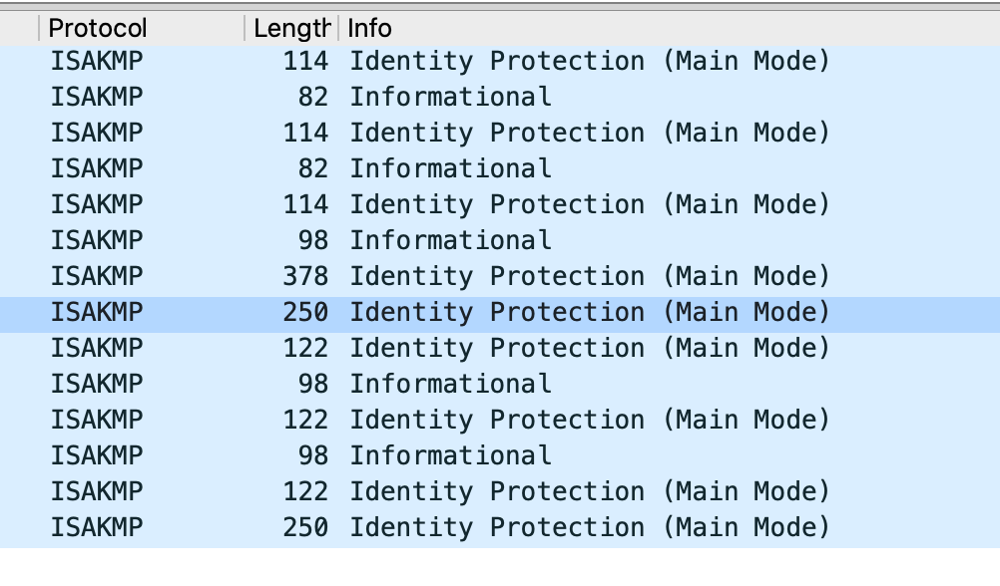 Protocol Length Info
ISAKMP 114 Identity Protection (Main Mode)
ISAKMP 82 Informational
ISAKMP 114 Identity Protection (Main Mode)
ISAKMP 82 Informational
ISAKMP 114 Identity Protection (Main Mode)
ISAKMP 98 Informational
ISAKMP 378 Identity Protection (Main Mode)
ISAKMP 250 Identity Protection (Main Mode)
ISAKMP 122 Identity Protection (Main Mode)
ISAKMP 98 Informational
ISAKMP 122 Identity Protection (Main Mode)
ISAKMP 98 Informational
ISAKMP 122 Identity Protection (Main Mode)
ISAKMP 250 Identity Protection (Main Mode)